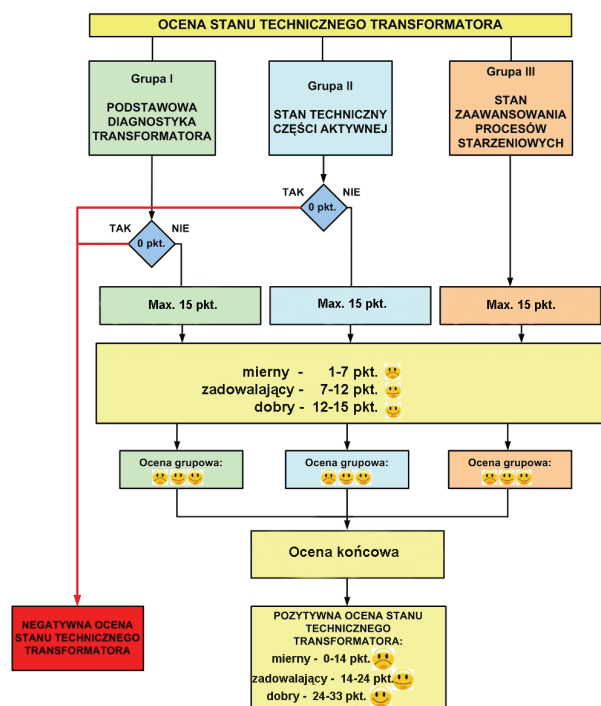 OCENA STANU TECHNICZNEGO TRANSFORMATORA
Grupa I
PODSTAWOWA
DIAGNOSTYKA
TRANSFORMATORA
Grupa II
STAN TECHNICZNY
CZĘŚCI AKTYWNEJ
Grupa III
STAN
ZAAWANSOWANIA
PROCESÓW
STARZENIOWYCH
TAK
NIE
0 pkt.
TAK
NIE
0 pkt.
Max. 15 pkt.
Max. 15 pkt.
Max. 15 pkt.
mierny - 1-7 pkt.
zadowalający - 7-12 pkt.
dobry - 12-15 pkt.
Ocena grupowa:
Ocena grupowa:
Ocena grupowa:
Ocena końcowa
NEGATYWNA OCENA
STANU TECHNICZNEGO
TRANSFORMATORA
POZYTYWNA OCENA STANU
TECHNICZNEGO
TRANSFORMATORA:
mierny - 0-14 pkt.
zadowalający - 14-24 pkt.
dobry - 24-33 pkt.